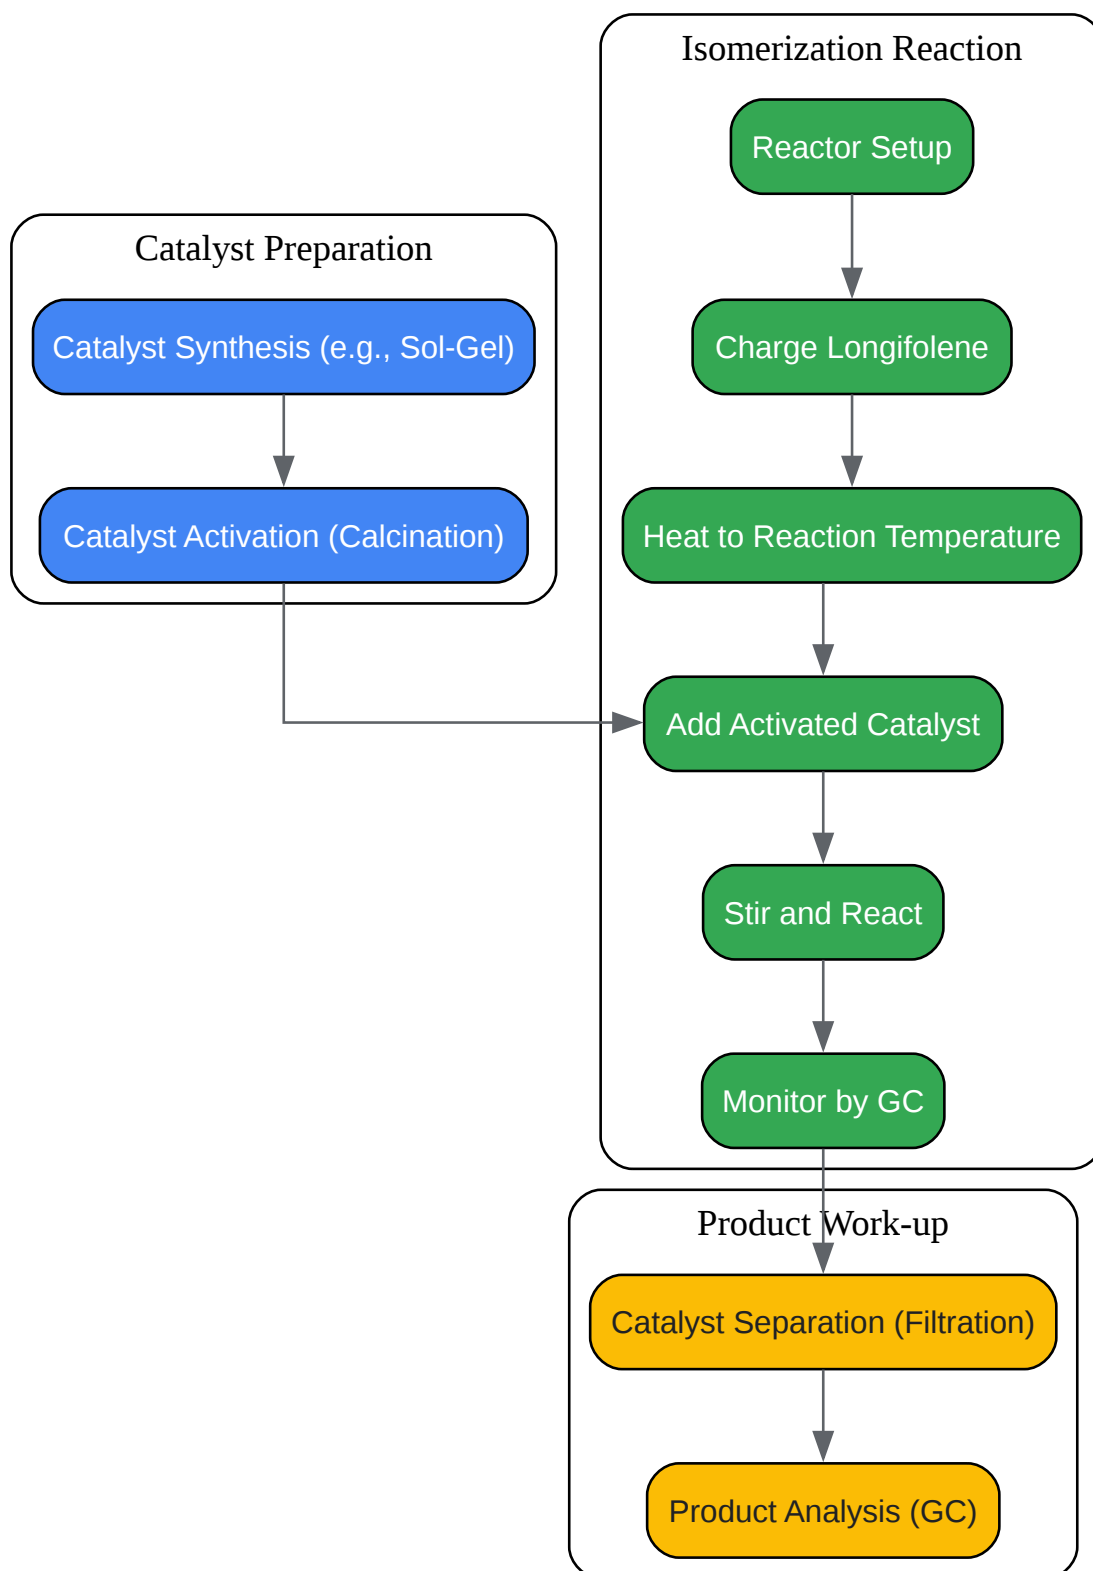 Catalyst Preparation
Catalyst Synthesis (e.g., Sol-Gel)
Catalyst Activation (Calcination)
Isomerization Reaction
Reactor Setup
Charge Longifolene
Heat to Reaction Temperature
Add Activated Catalyst
Stir and React
Monitor by GC
Product Work-up
Catalyst Separation (Filtration)
Product Analysis (GC)